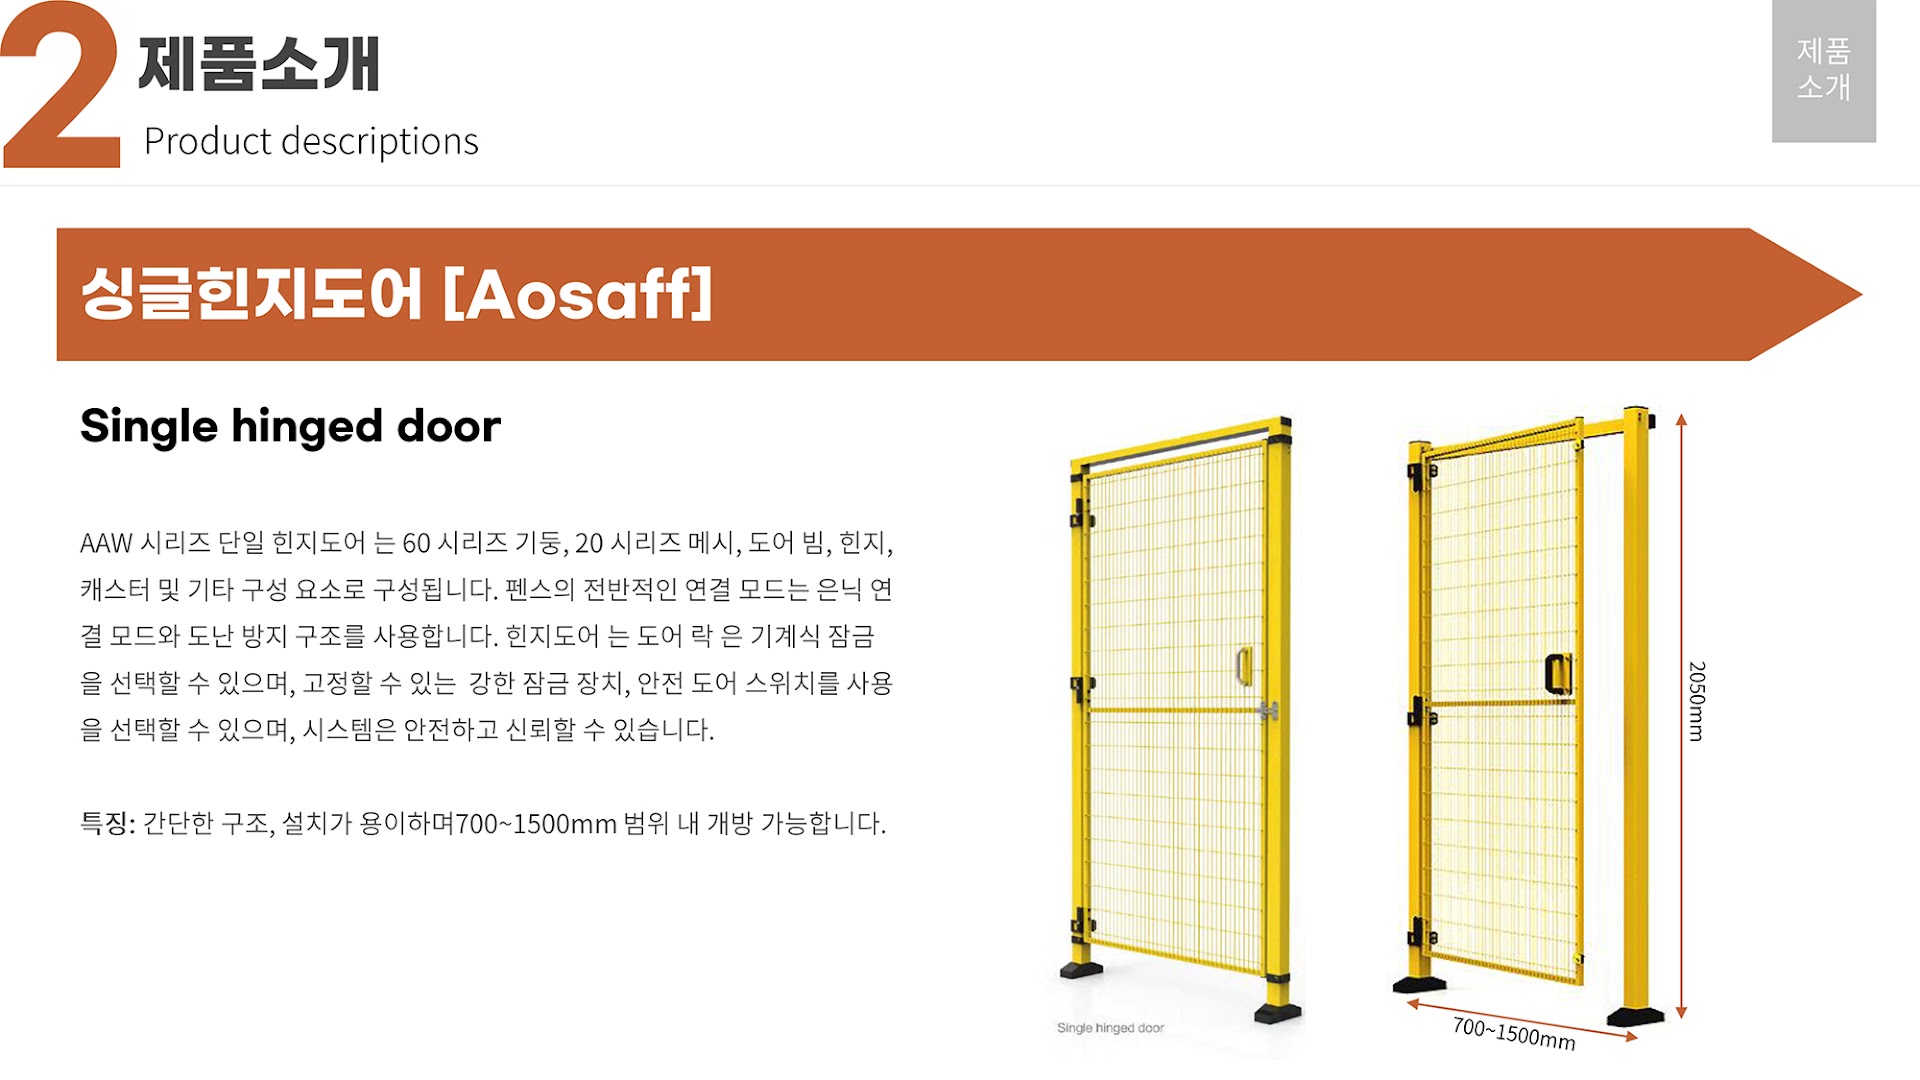 2 제품소개
Product descriptions
제품
소개
싱글힌지도어 [Aosaff]
Single hinged door
AAW 시리즈 단일 힌지도어 는 60 시리즈 기둥, 20 시리즈 메시, 도어 빔, 힌지,
캐스터 및 기타 구성 요소로 구성됩니다. 펜스의 전반적인 연결 모드는 은닉 연
결 모드와 도난 방지 구조를 사용합니다. 힌지도어 는 도어 락 은 기계식 잠금
을 선택할 수 있으며, 고정할 수 있는 강한 잠금 장치, 안전 도어 스위치를 사용
을 선택할 수 있으며, 시스템은 안전하고 신뢰할 수 있습니다.
특징: 간단한 구조, 설치가 용이하며700~1500mm 범위 내 개방 가능합니다.
Single hinged door
2050mm
700~1500mm